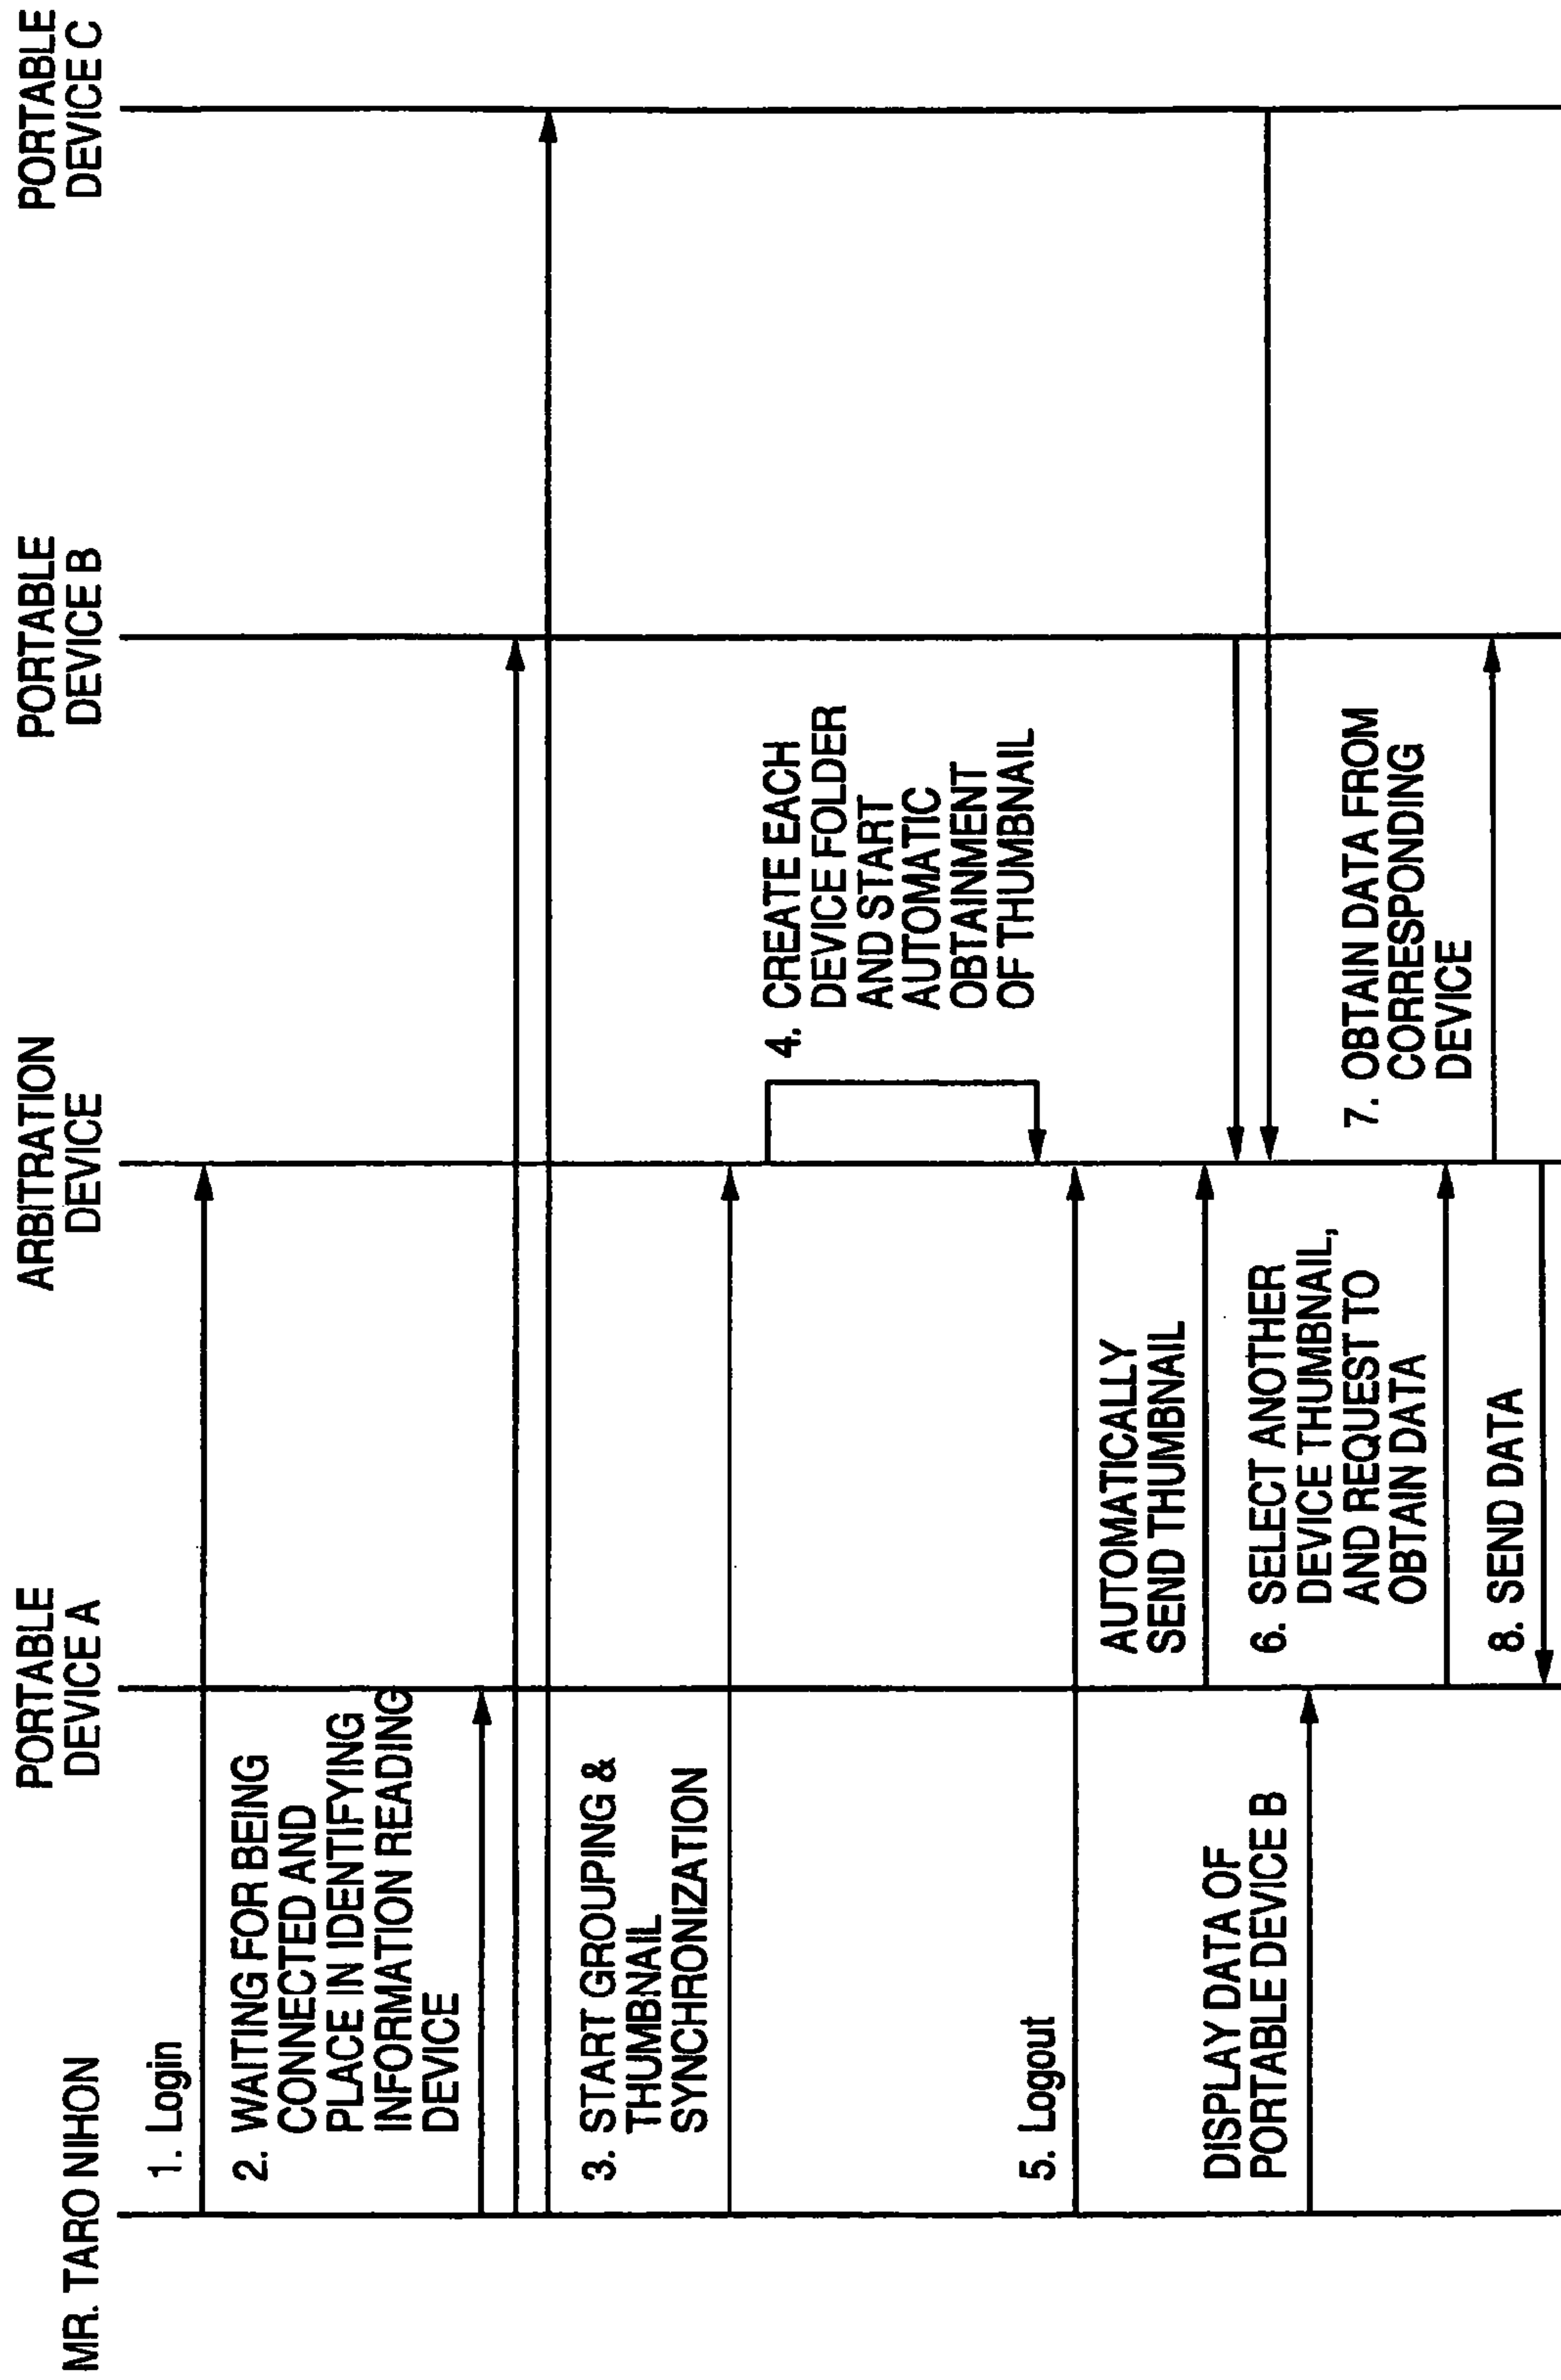 MR. TARO NIHON
PORTABLE
DEVICE A
ARBITRATION
DEVICE
PORTABLE
DEVICE B
PORTABLE
DEVICE C
1. Login
2. WAITING FOR BEING
CONNECTED AND
PLACE IN IDENTIFYING
INFORMATION READING
DEVICE
3. START GROUPING &
THUMBNAIL
SYNCHRONIZATION
4. CREATE EACH
DEVICE FOLDER
AND START
AUTOMATIC
OBTAINMENT
OF THUMBNAIL
5. Logout
AUTOMATICALLY
SEND THUMBNAIL
DISPLAY DATA OF
PORTABLE DEVICE B
6. SELECT ANOTHER
DEVICE THUMBNAIL,
AND REQUEST TO
OBTAIN DATA
7. OBTAIN DATA FROM
CORRESPONDING
DEVICE
8. SEND DATA